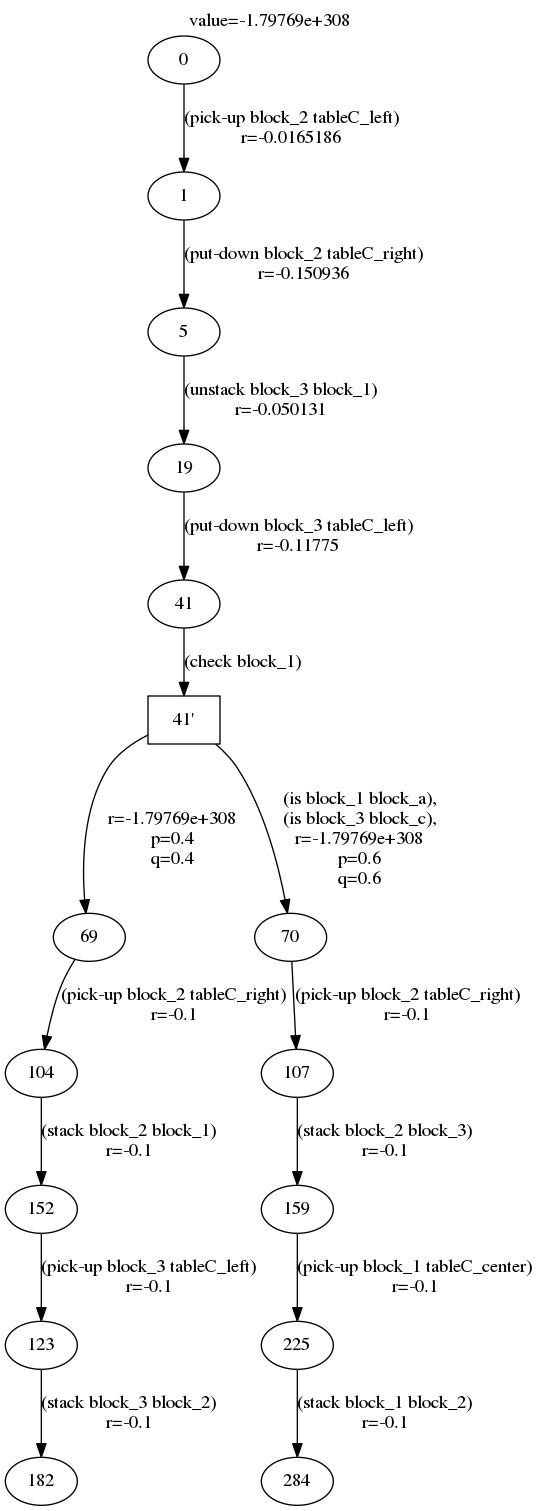 value=-1.79769e+308
0
(pick-up block_2 tableC_left)
r=-0.0165186
1
(put-down block_2 tableC_right)
r=-0.150936
5
(unstack block_3 block_1)
r=-0.050131
19
(put-down block_3 tableC_left)
r=-0.11775
41
(check block_1)
41'
r=-1.79769e+308
p=0.4
q=0.4
(is block_1 block_a),
(is block_3 block_c),
r=-1.79769e+308
p=0.6
q=0.6
69
70
(pick-up block_2 tableC_right)
r=-0.1
(pick-up block_2 tableC_right)
r=-0.1
104
107
(stack block_2 block_1)
r=-0.1
(stack block_2 block_3)
r=-0.1
152
159
(pick-up block_3 tableC_left)
r=-0.1
(pick-up block_1 tableC_center)
r=-0.1
123
225
(stack block_3 block_2)
r=-0.1
(stack block_1 block_2)
r=-0.1
182
284